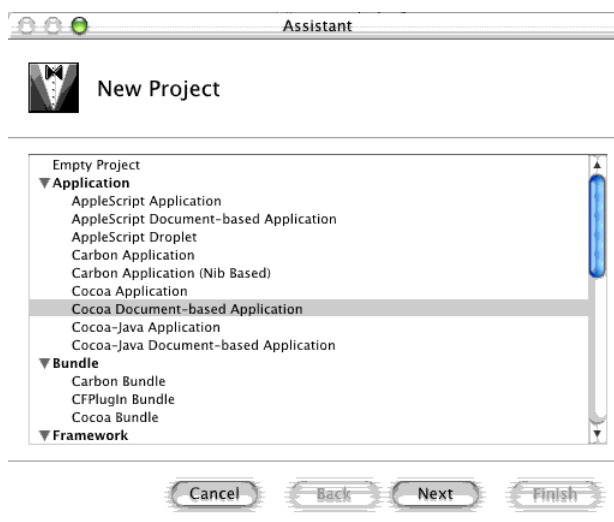 Assistant
New Project
Empty Project
Application
AppleScript Application
AppleScript Document-based Application
AppleScript Droplet
Carbon Application
Carbon Application (Nib Based)
Cocoa Application
Cocoa Document-based Application
Cocoa-Java Application
Cocoa-Java Document-based Application
Bundle
Carbon Bundle
CFPlugIn Bundle
Cocoa Bundle
Framework
Cancel Back Next Finish